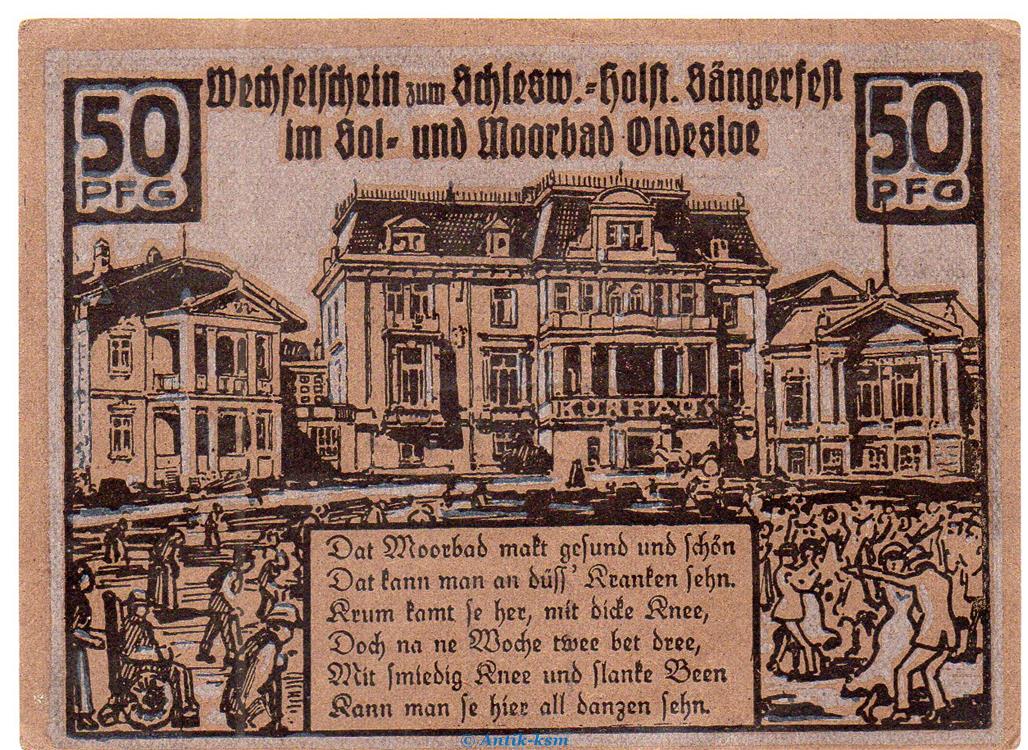 Wechselschein zum Schlesw.-Holst. Sängerfest
im Sol- und Moorbad Oldesloe
50
PFG
50
PFG
KURHAUS
Dat Moorbad makt gesund und schön
Dat kann man an düss' Kranken sehn.
Krum kamt se her, mit dicke Knee,
Doch na ne Woche twee bet dree,
Mit smiedig Knee und slanke Been
Kann man se hier all danzen sehn.
© Antik-ksm